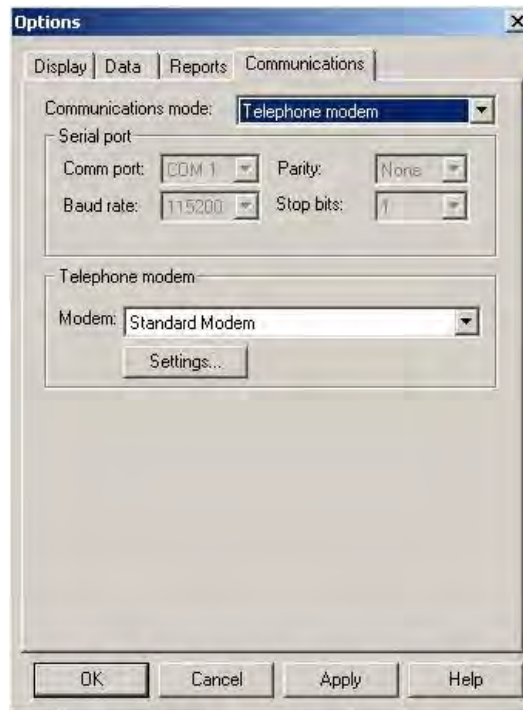 Options
Display Data Reports Communications
Communications mode: Telephone modem
Serial port
Comm port: COM 1 Parity: None
Baud rate: 115200 Stop bits: 1
Telephone modem
Modem: Standard Modem
Settings...
OK Cancel Apply Help